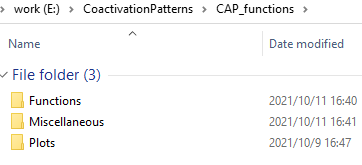 work (E:) > CoactivationPatterns > CAP_functions >
Name Date modified
File folder (3)
Functions 2021/10/11 16:40
Miscellaneous 2021/10/11 16:41
Plots 2021/10/9 16:47